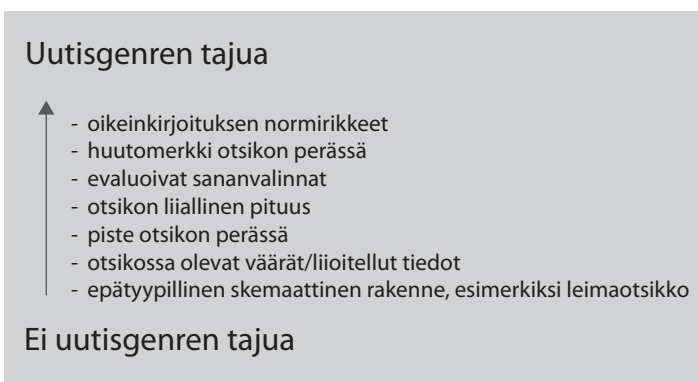 Uutisgenren tajua
- oikeinkirjoituksen normirikkeet
- huutomerkki otsikon perässä
- evaluoivat sananvalinnat
- otsikon liiallinen pituus
- piste otsikon perässä
- otsikossa olevat väärät/liioitellut tiedot
- epätyypillinen skemaattinen rakenne, esimerkiksi leimaotsikko
Ei uutisgenren tajua